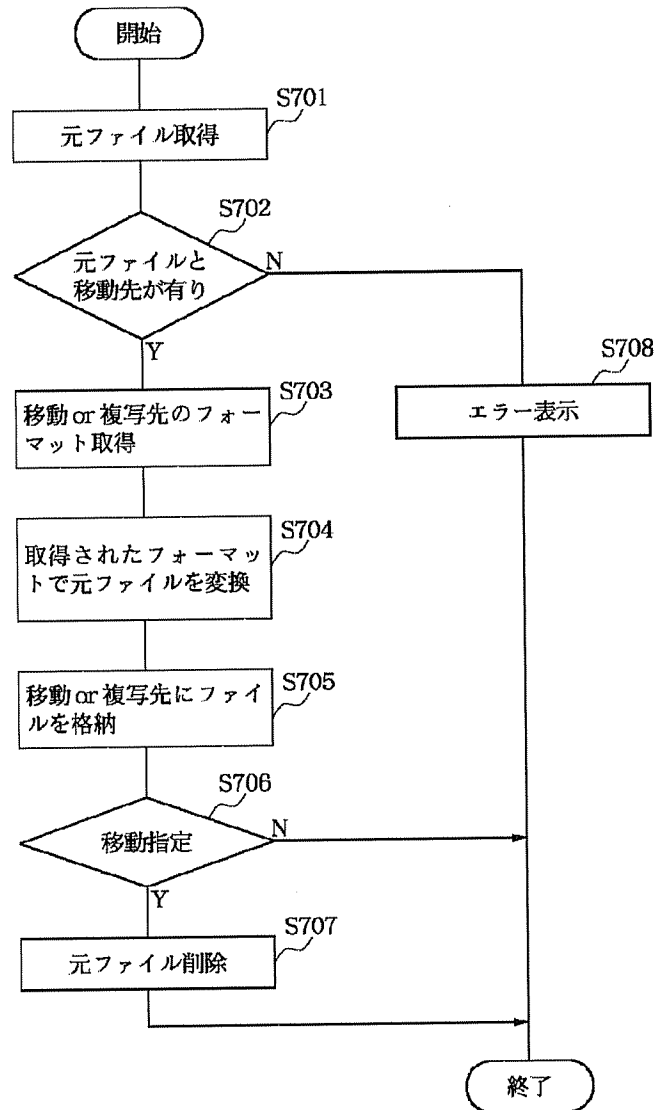 開始
S701
元ファイル取得
S702
元ファイルと
移動先が有り
N
Y
S703
移動or複写先のフォー
マット取得
S708
エラー表示
S704
取得されたフォーマッ
トで元ファイルを変換
S705
移動or複写先にファイ
ルを格納
S706
移動指定
N
Y
S707
元ファイル削除
終了